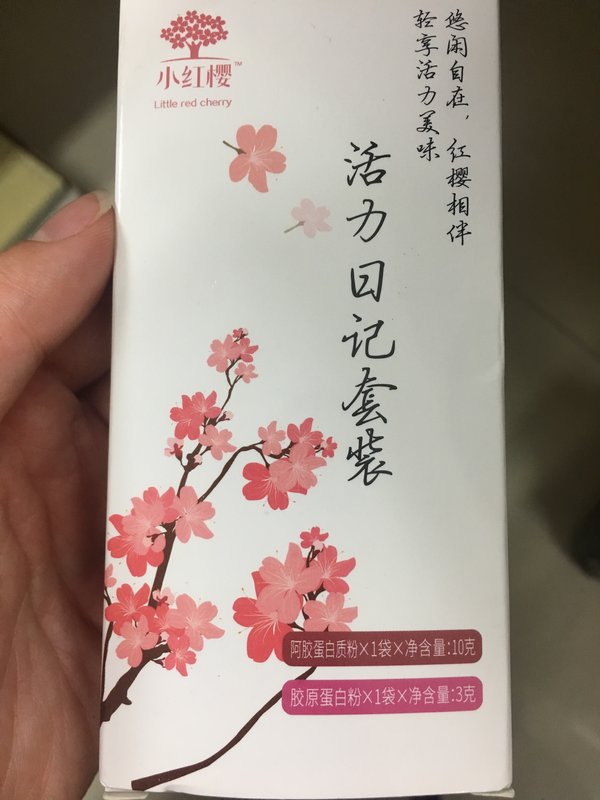 小红樱™
Little red cherry
悠闲自在，红樱相伴
轻享活力美味
活力日记套装
阿胶蛋白质粉×1袋×净含量:10克
胶原蛋白粉×1袋×净含量:3克